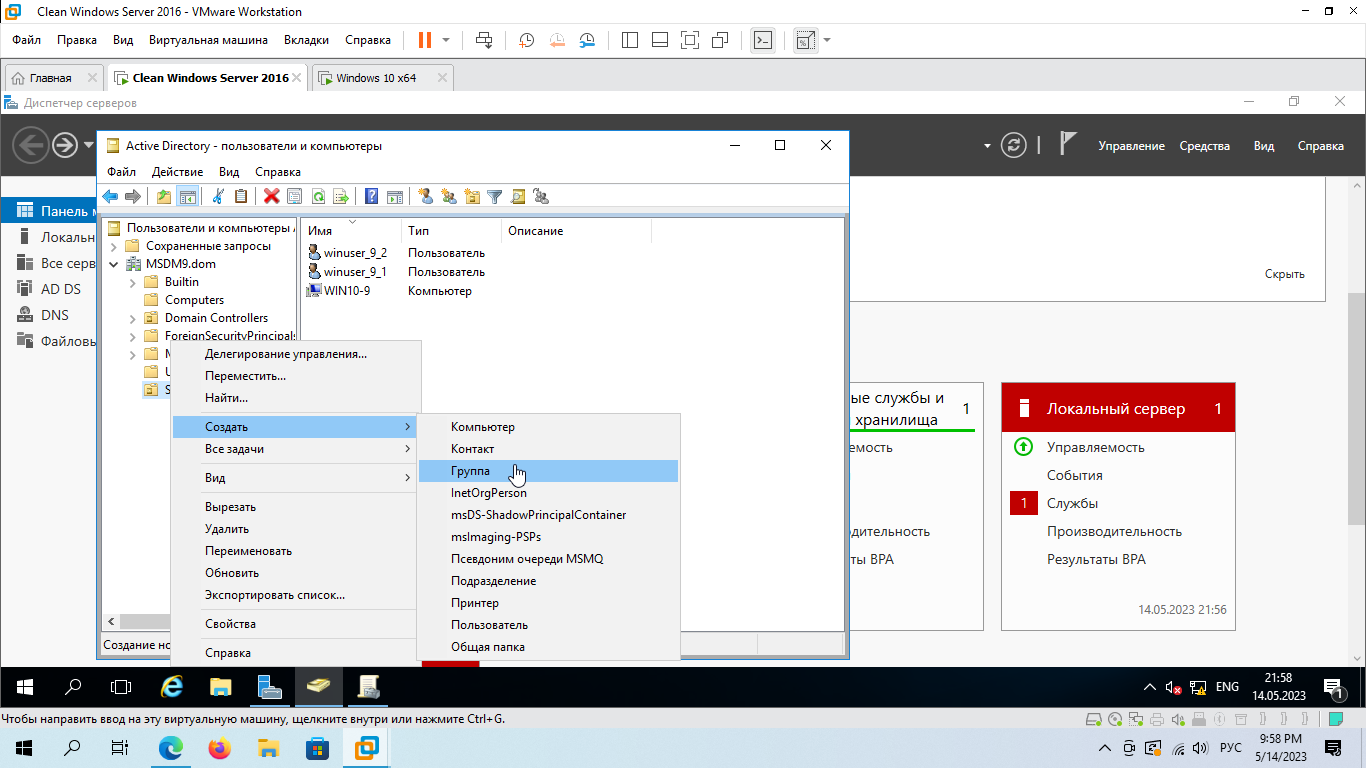 Clean Windows Server 2016 - VMware Workstation
Файл Правка Вид Виртуальная машина Вкладки Справка
Главная Clean Windows Server 2016 Windows 10 x64
Диспетчер серверов
Управление Средства Вид Справка
Панель
Локальн
Все серв
AD DS
DNS
Файловы
Active Directory - пользователи и компьютеры
Файл Действие Вид Справка
Пользователи и компьютеры
Сохраненные запросы
MSDM9.dom
Builtin
Computers
Domain Controllers
ForeignSecurityPrincipals
Имя Тип Описание
winuser_9_2 Пользователь
winuser_9_1 Пользователь
WIN10-9 Компьютер
Создание но
Делегирование управления...
Переместить...
Найти...
Создать
Все задачи
Вид
Вырезать
Удалить
Переименовать
Обновить
Экспортировать список...
Свойства
Справка
Компьютер
Контакт
Группа
InetOrgPerson
msDS-ShadowPrincipalContainer
msImaging-PSPs
Псевдоним очереди MSMQ
Подразделение
Принтер
Пользователь
Общая папка
Скрыть
ые службы и
хранилища 1
емость
дительность
ты BPA
Локальный сервер 1
Управляемость
События
1 Службы
Производительность
Результаты BPA
14.05.2023 21:56
ENG 21:58
14.05.2023 1
Чтобы направить ввод на эту виртуальную машину, щелкните внутри или нажмите Ctrl+G.
РУС 9:58 PM
5/14/2023